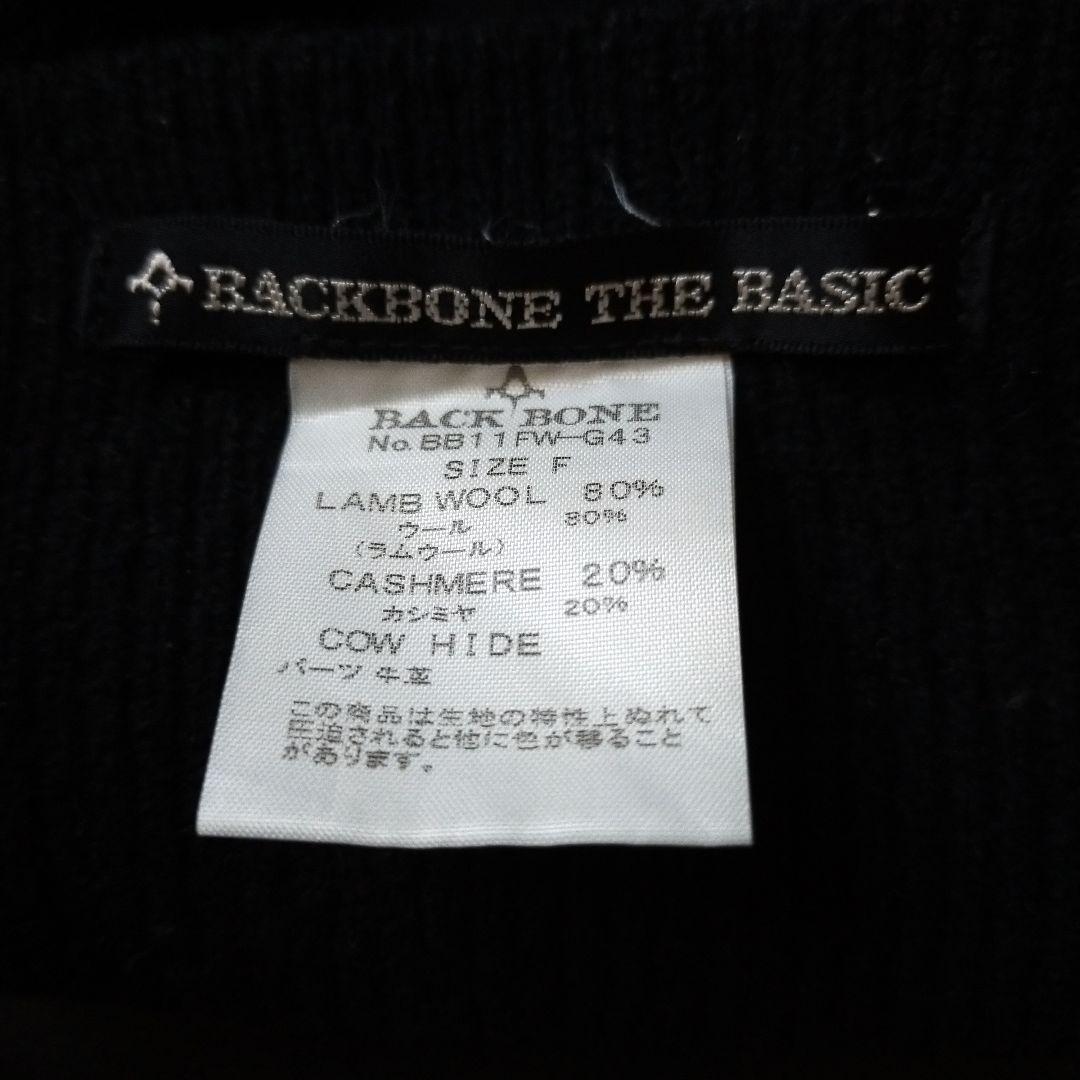 BACKBONE THE BASIC
BACK BONE
No.BB11FW-G43
SIZE F
LAMB WOOL 80%
ウール 80%
(ラムウール)
CASHMERE 20%
カシミヤ 20%
COW HIDE
パーツ 牛革
この商品は生地の特性上ぬれて
圧迫されると他に色が移ること
があります。